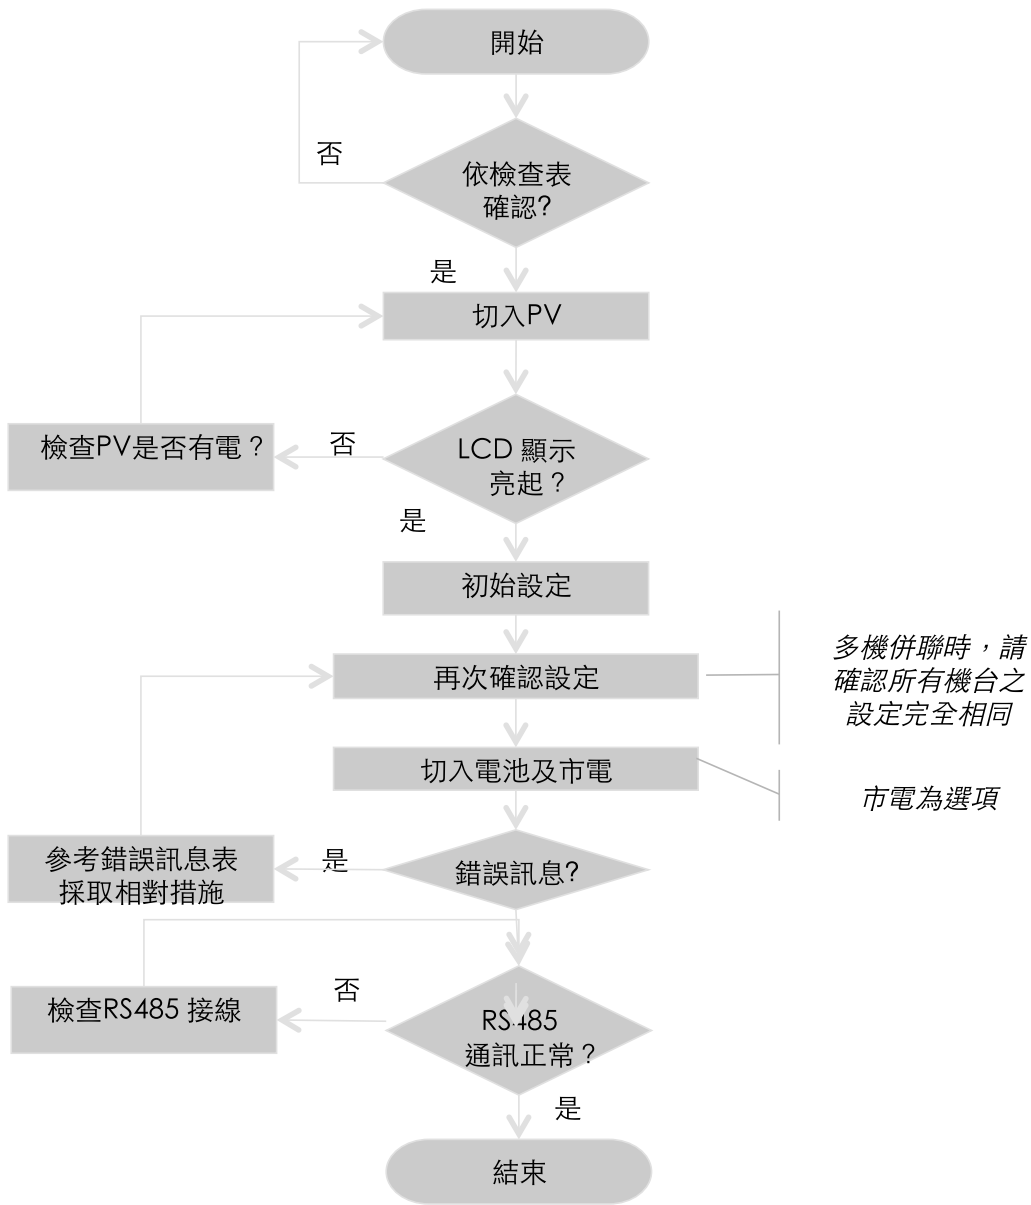 開始
否
依檢查表
確認?
是
切入PV
檢查PV是否有電？
否
LCD 顯示
亮起？
是
初始設定
再次確認設定
多機併聯時，請
確認所有機台之
設定完全相同
切入電池及市電
市電為選項
參考錯誤訊息表
採取相對措施
是
錯誤訊息?
檢查RS485 接線
否
RS485
通訊正常？
是
結束